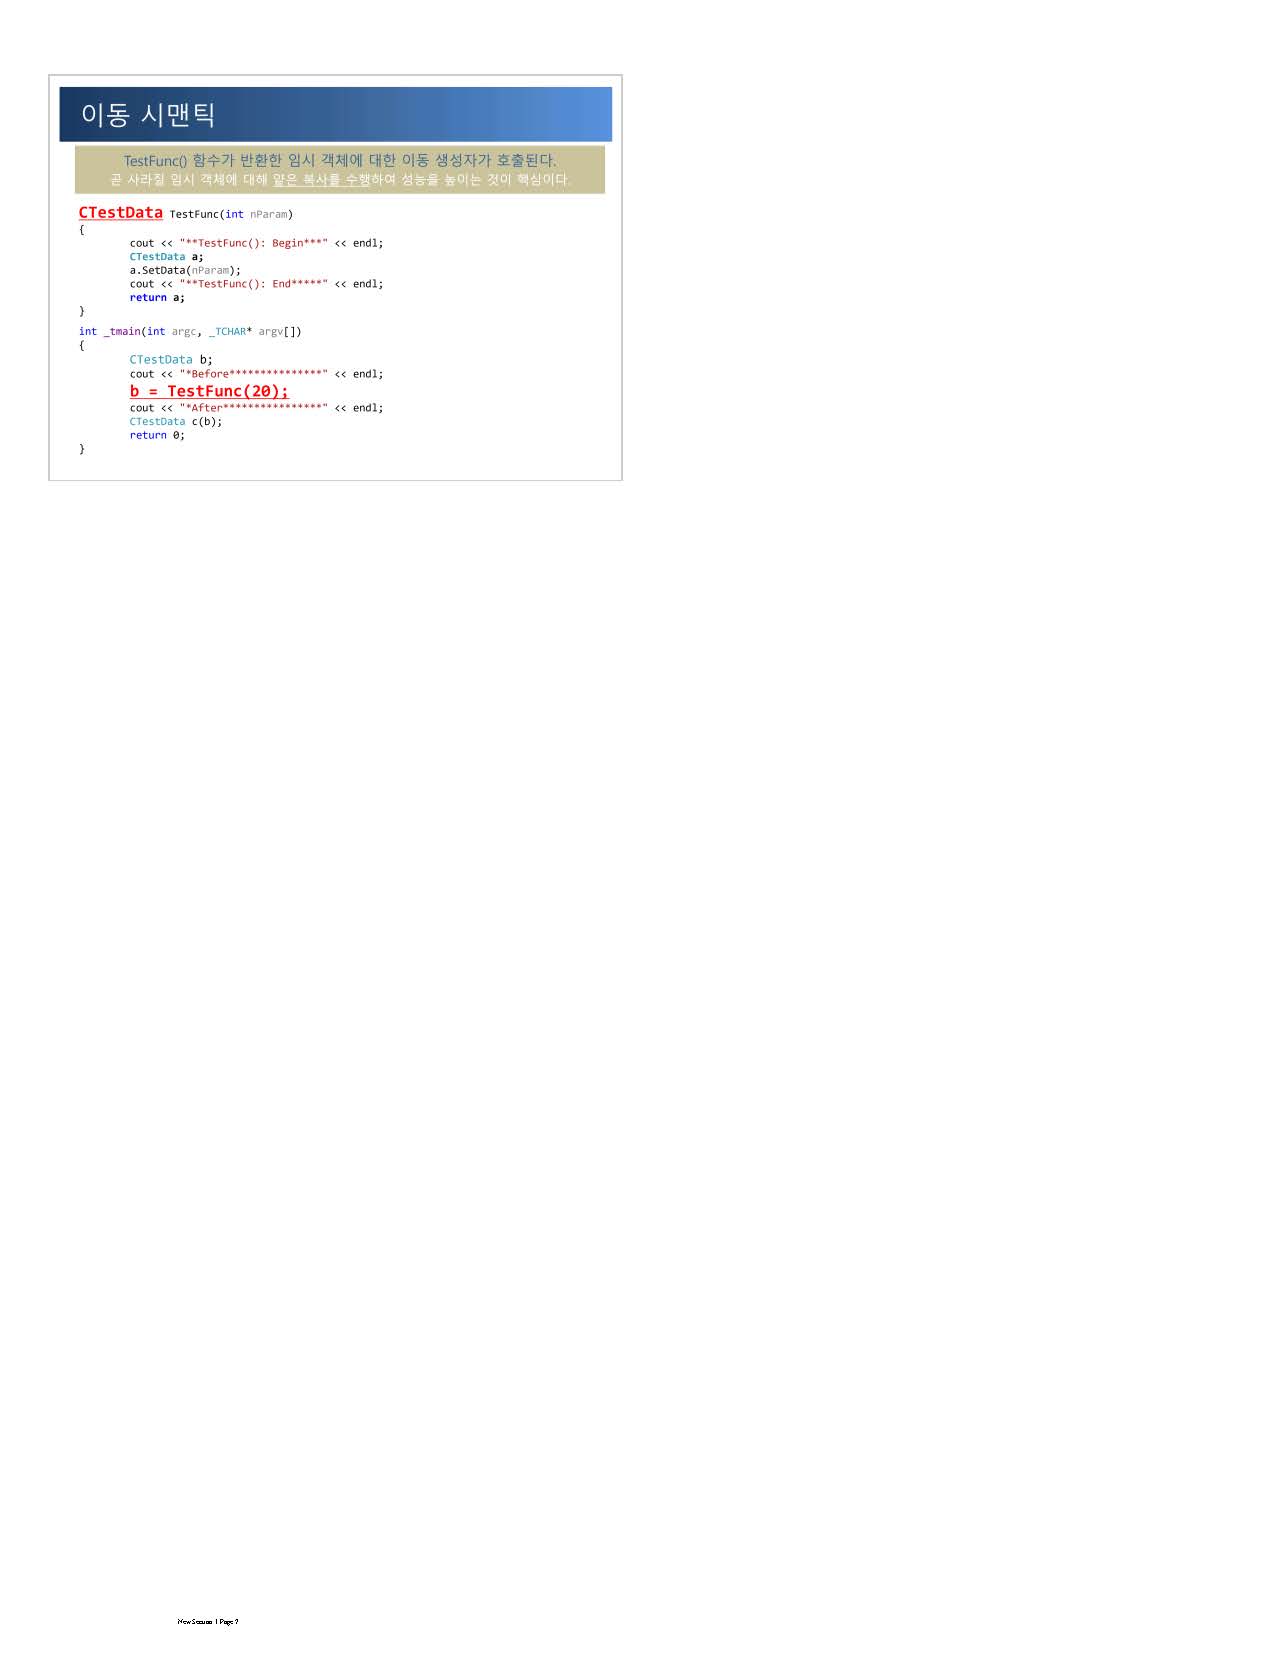 이동 시맨틱
TestFunc() 함수가 반환한 임시 객체에 대한 이동 생성자가 호출된다.
곧 사라질 임시 객체에 대해 얕은 복사를 수행하여 성능을 높이는 것이 핵심이다.
CTestData TestFunc(int nParam)
{
cout << "**TestFunc(): Begin***" << endl;
CTestData a;
a.SetData(nParam);
cout << "**TestFunc(): End*****" << endl;
return a;
}
int _tmain(int argc, _TCHAR* argv[])
{
CTestData b;
cout << "*Before***************" << endl;
b = TestFunc(20);
cout << "*After****************" << endl;
CTestData c(b);
return 0;
}
New Section 1 Page 7